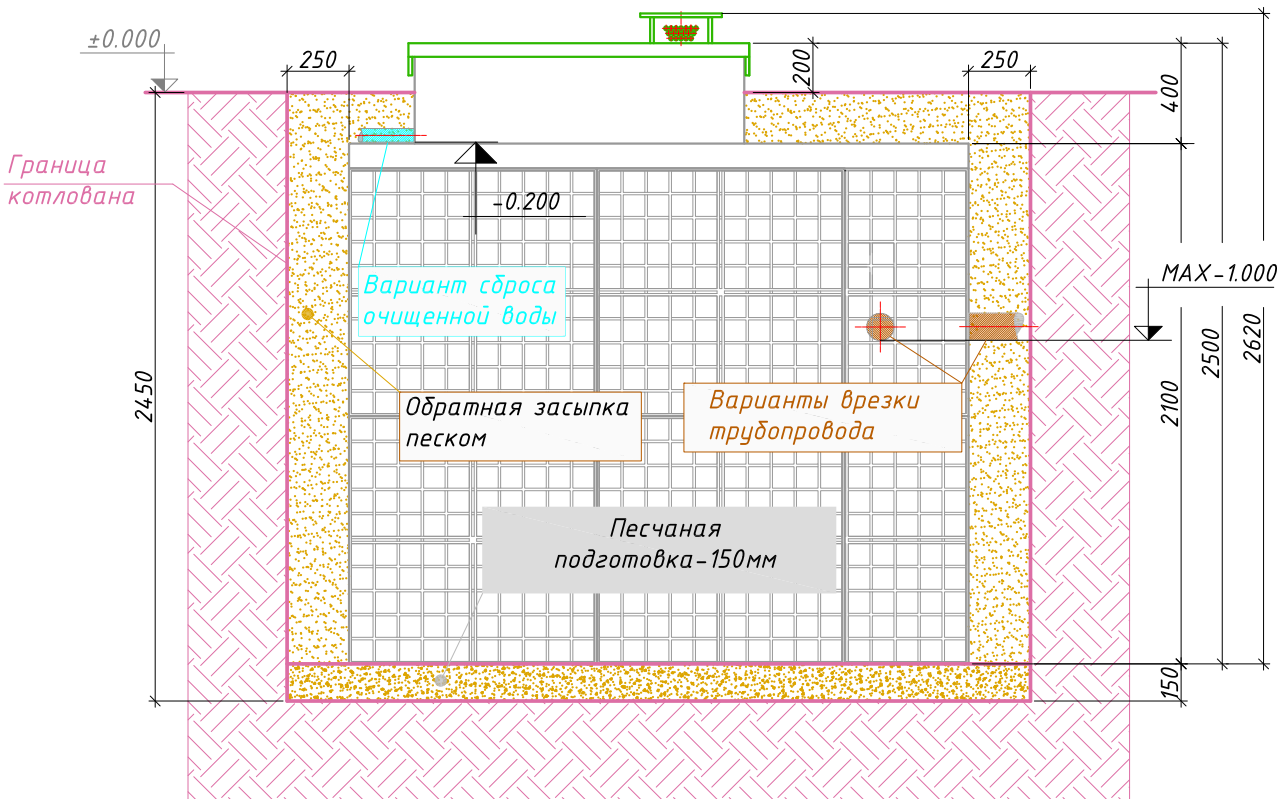 ±0.000
250
200
250
400
Граница
котлована
-0.200
MAX-1.000
Вариант сброса
очищенной воды
2500
2620
2450
Обратная засыпка
песком
Варианты врезки
трубопровода
2100
Песчаная
подготовка-150мм
150